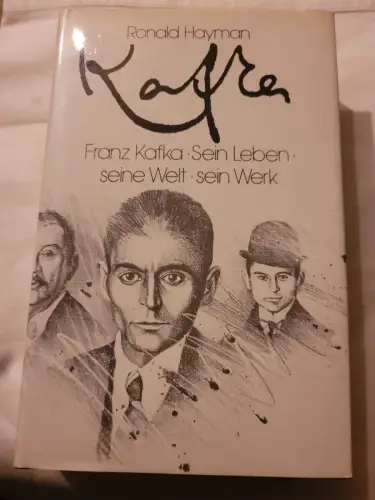 Ronald Hayman
Kafka
Franz Kafka · Sein Leben ·
seine Welt · sein Werk